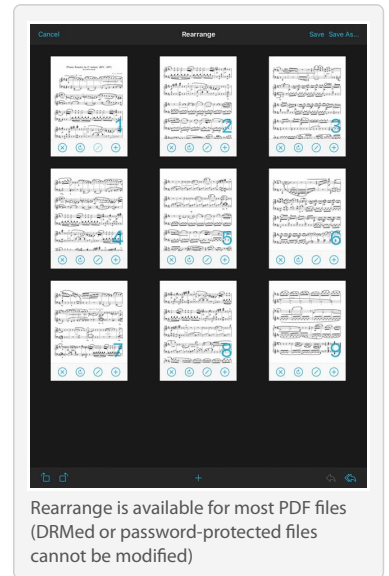 Cancel Rearrange Save Save As...
1 2 3
4 5 6
7 8 9
Rearrange is available for most PDF files
(DRMed or password-protected files
cannot be modified)